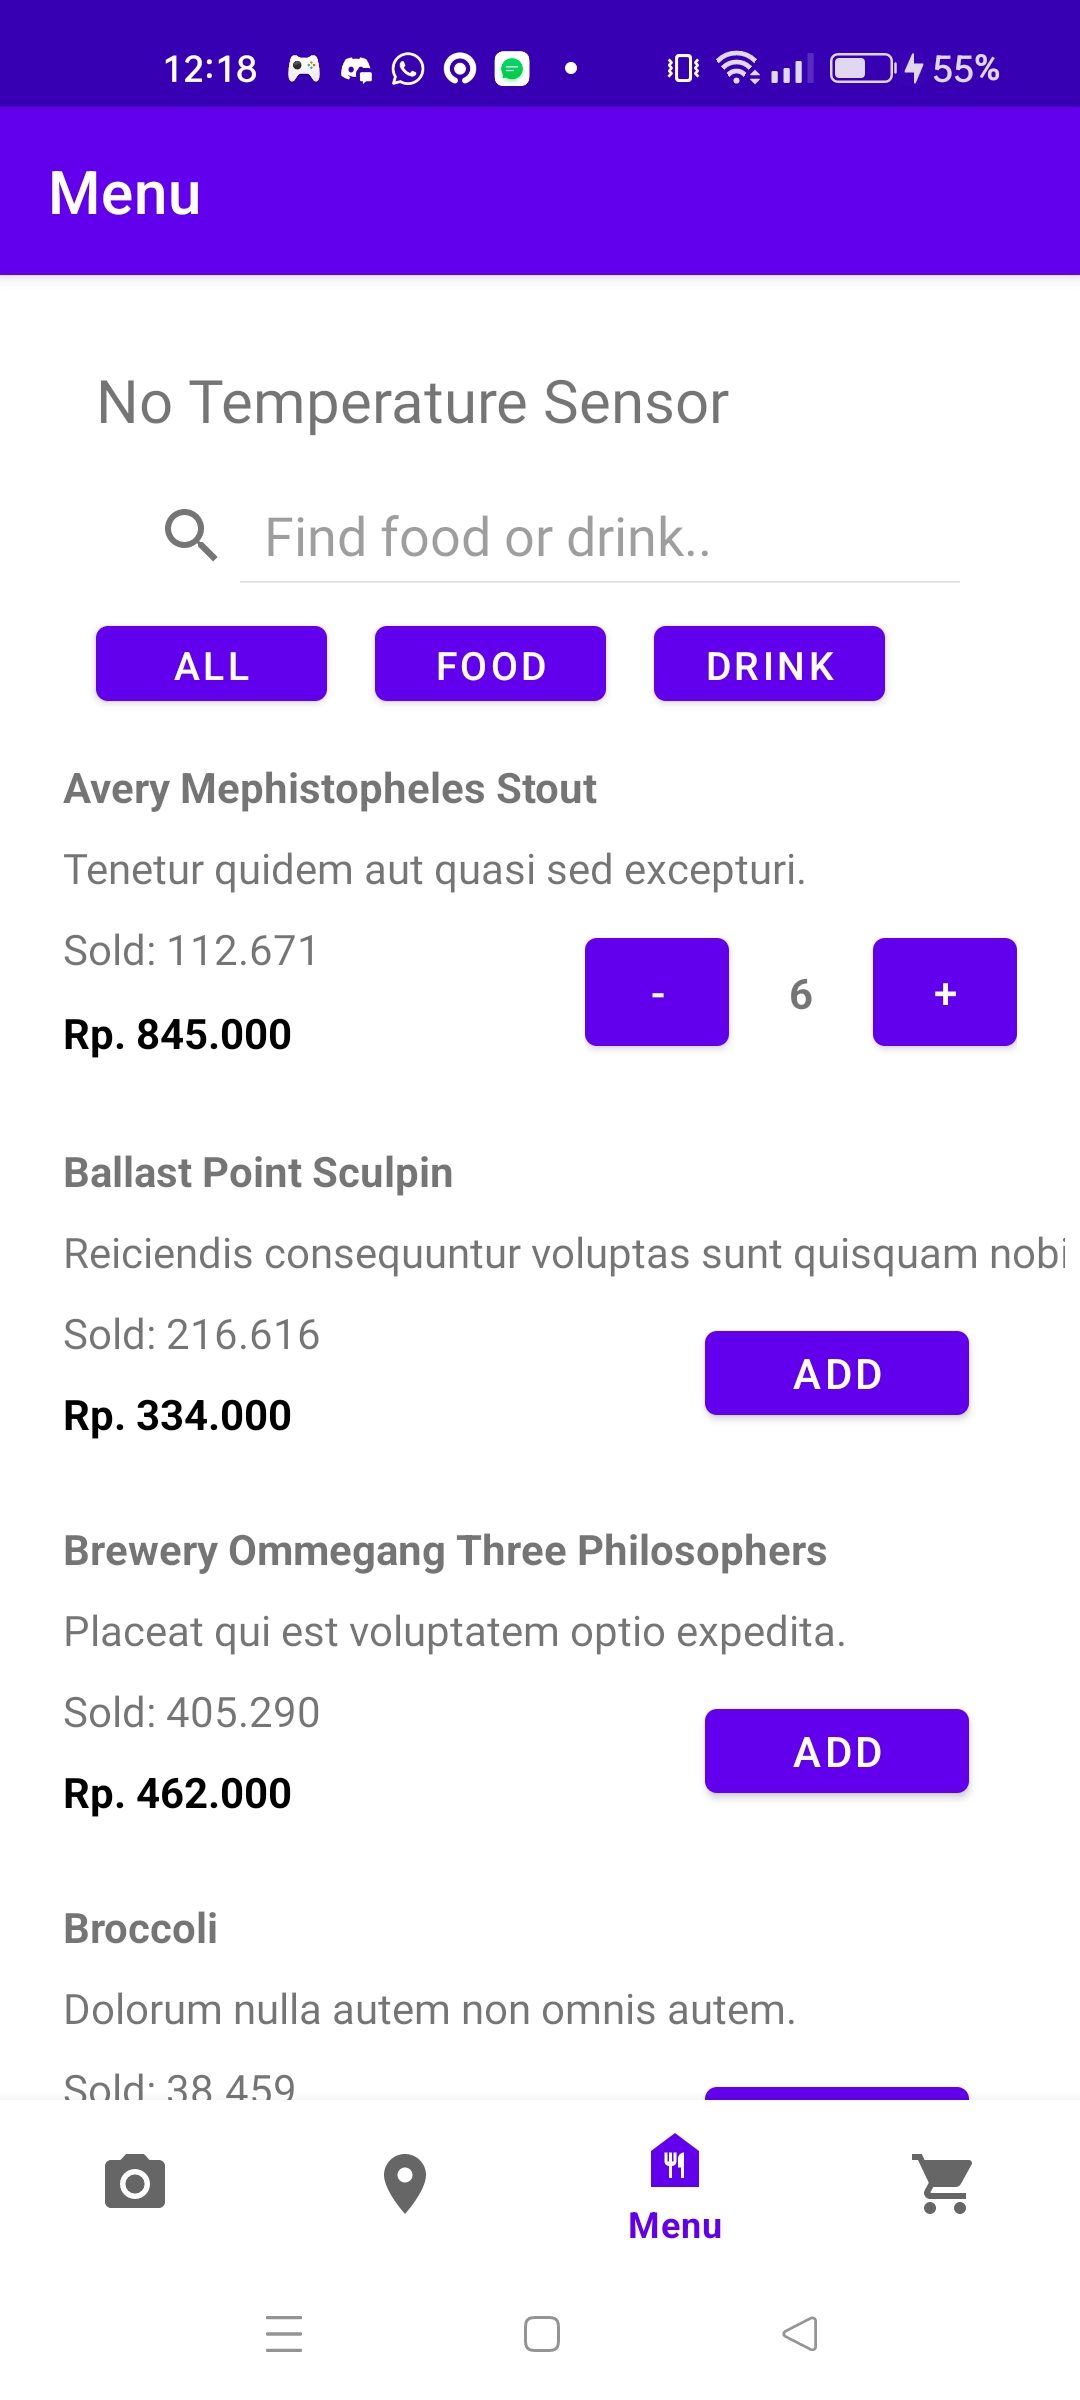 12:18 55%
Menu
No Temperature Sensor
Find food or drink..
ALL FOOD DRINK
Avery Mephistopheles Stout
Tenetur quidem aut quasi sed excepturi.
Sold: 112.671
- 6 +
Rp. 845.000
Ballast Point Sculpin
Reiciendis consequuntur voluptas sunt quisquam nobi
Sold: 216.616
ADD
Rp. 334.000
Brewery Ommegang Three Philosophers
Placeat qui est voluptatem optio expedita.
Sold: 405.290
ADD
Rp. 462.000
Broccoli
Dolorum nulla autem non omnis autem.
Sold: 38.459
Menu